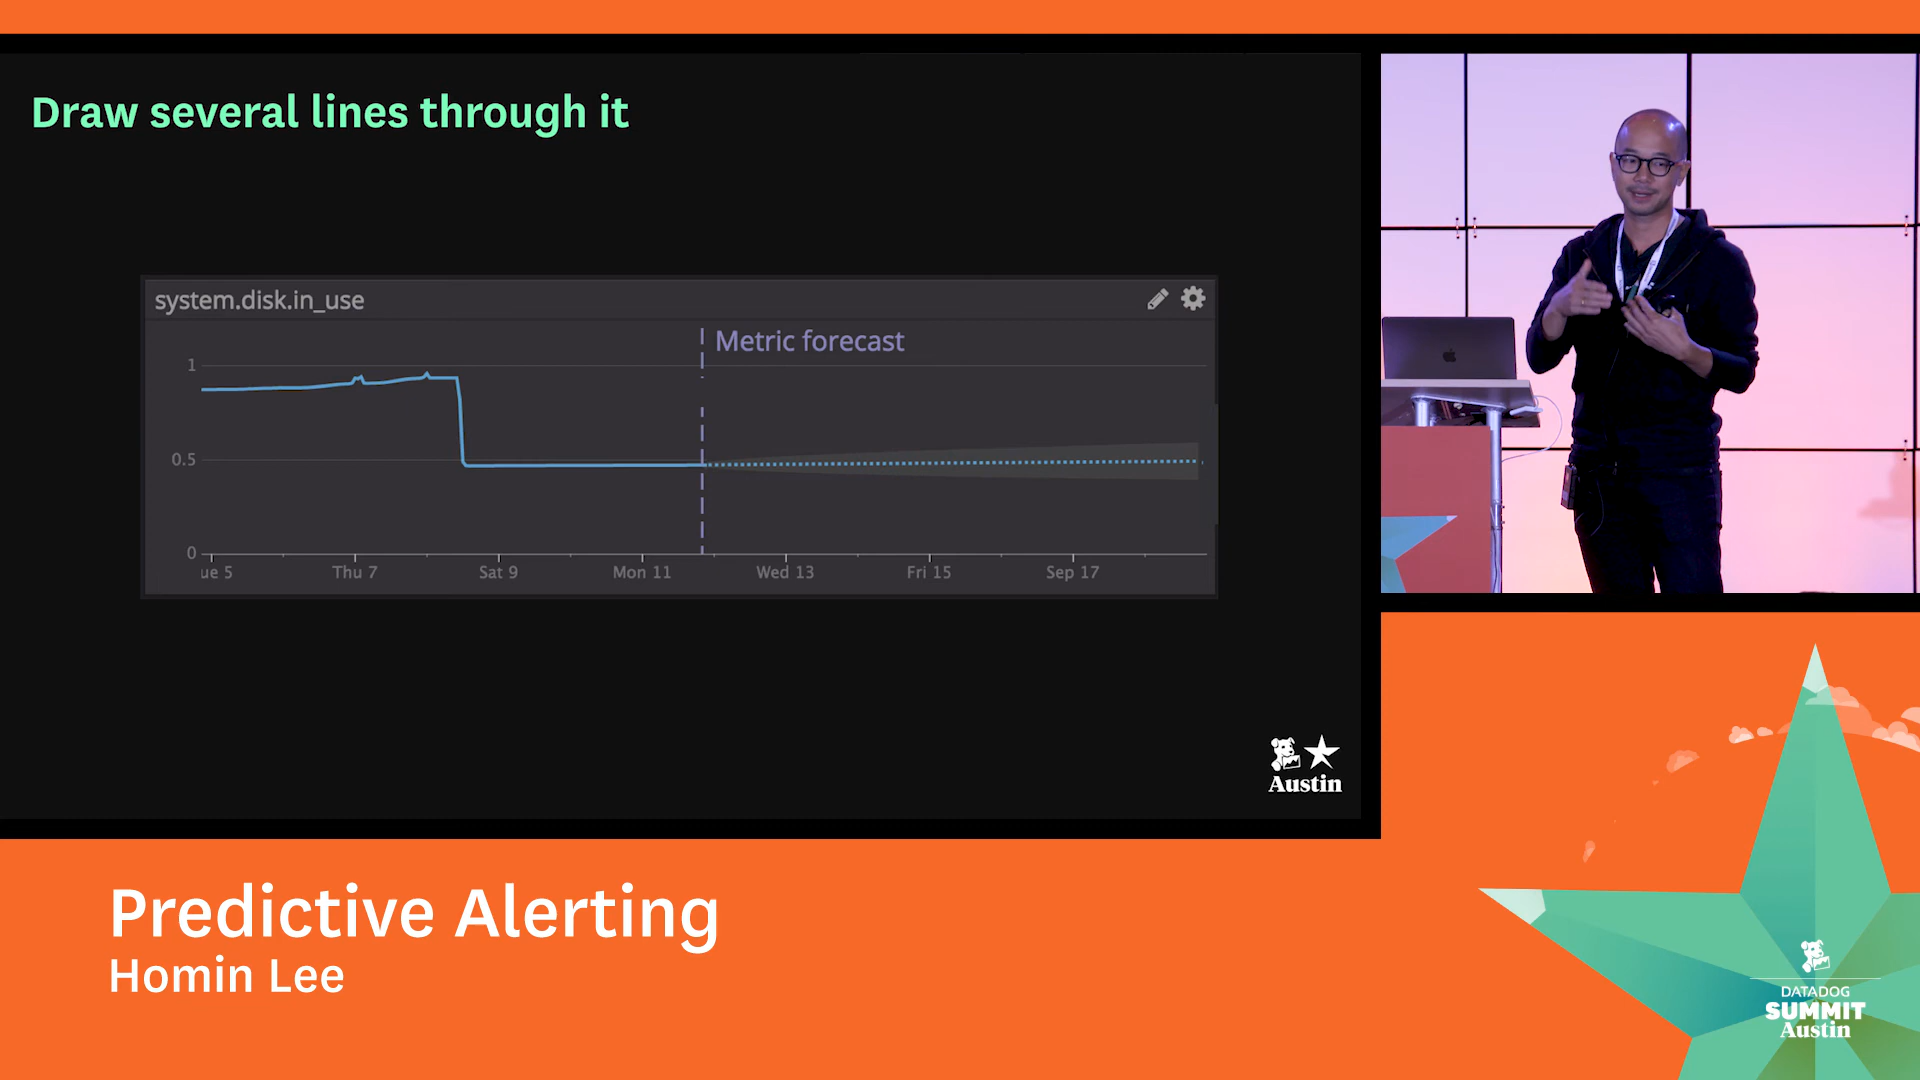 Draw several lines through it
system.disk.in_use
Metric forecast
1
0.5
0
ue 5
Thu 7
Sat 9
Mon 11
Wed 13
Fri 15
Sep 17
Austin
Predictive Alerting
Homin Lee
DATADOG
SUMMIT
Austin